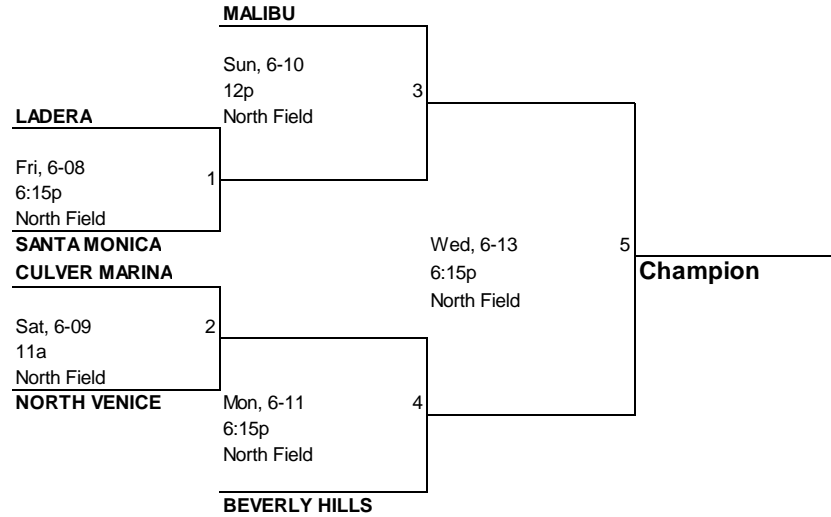 MALIBU
Sun, 6-10
12p
3
North Field
LADERA
Fri, 6-08
1
6:15p
North Field
SANTA MONICA
CULVER MARINA
Sat, 6-09
2
11a
North Field
NORTH VENICE
Mon, 6-11
4
6:15p
North Field
BEVERLY HILLS
Wed, 6-13
5
6:15p
North Field
Champion